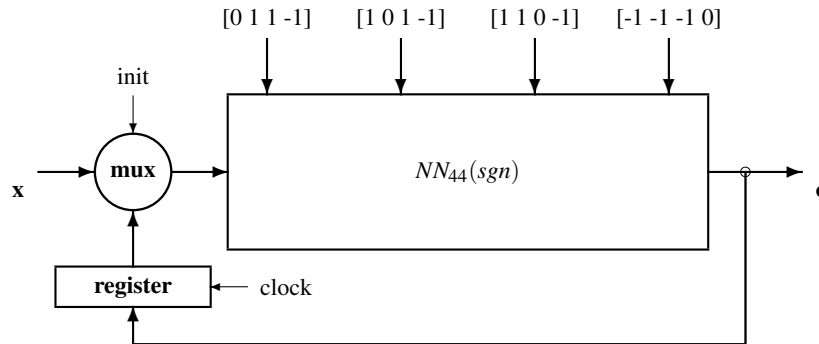 [0 1 1 -1] [1 0 1 -1] [1 1 0 -1] [-1 -1 -1 0]
init
mux
NN44(sgn)
x
register
clock